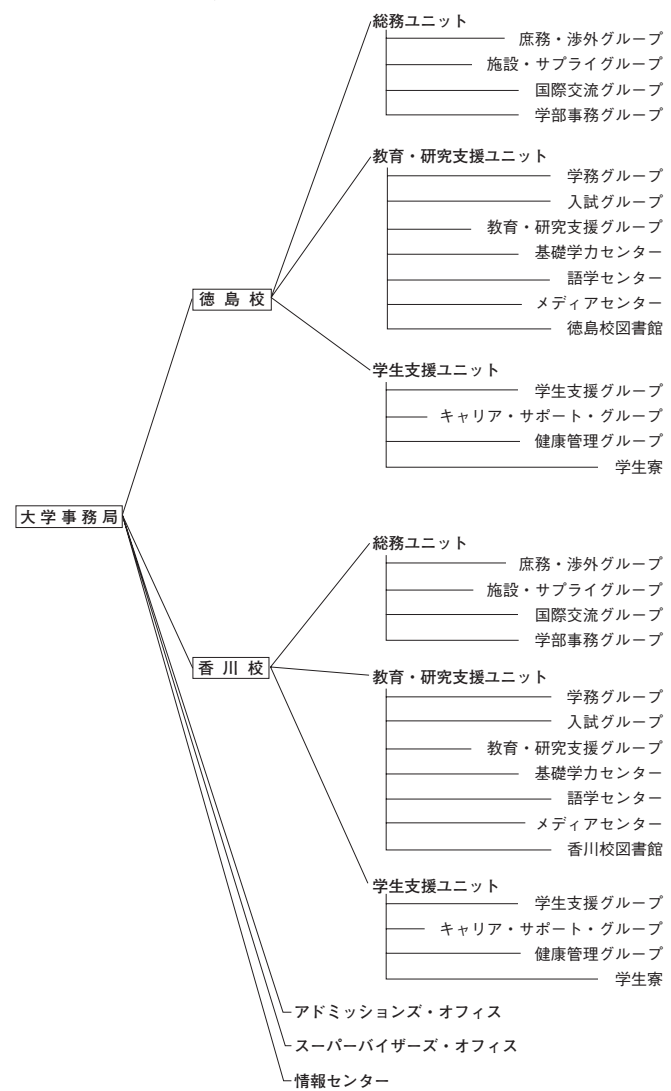 総務ユニット
庶務・渉外グループ
施設・サプライグループ
国際交流グループ
学部事務グループ
教育・研究支援ユニット
学務グループ
入試グループ
教育・研究支援グループ
基礎学力センター
語学センター
メディアセンター
徳島校図書館
徳島校
学生支援ユニット
学生支援グループ
キャリア・サポート・グループ
健康管理グループ
学生寮
大学事務局
総務ユニット
庶務・渉外グループ
施設・サプライグループ
国際交流グループ
学部事務グループ
香川校
教育・研究支援ユニット
学務グループ
入試グループ
教育・研究支援グループ
基礎学力センター
語学センター
メディアセンター
香川校図書館
学生支援ユニット
学生支援グループ
キャリア・サポート・グループ
健康管理グループ
学生寮
アドミッションズ・オフィス
スーパーバイザーズ・オフィス
情報センター